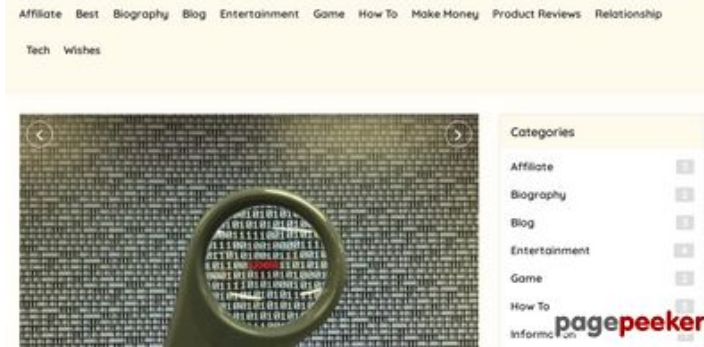 Affiliate Best Biography Blog Entertainment Game How To Make Money Product Reviews Relationship
Tech Wishes
Categories
Affiliate
Biography
Blog
Entertainment
Game
How To
pagepeeker